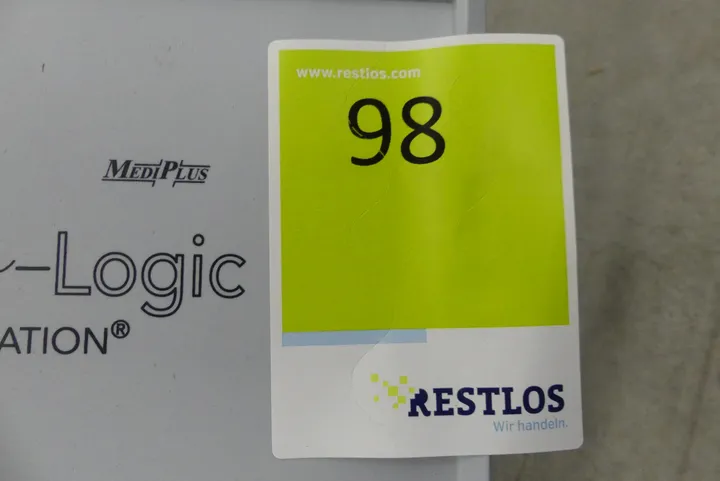 MEDIPLUS
-Logic
ATION®
www.restlos.com
98
RESTLOS
Wir handeln.